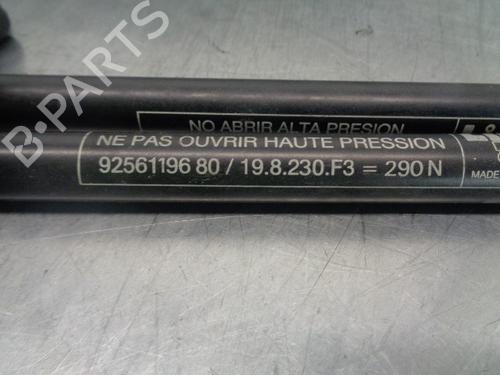 NO ABRIR ALTA PRESION
NE PAS OUVRIR HAUTE PRESSION
92561196 80 / 19.8.230.F3 = 290 N
MADE
B-PARTS